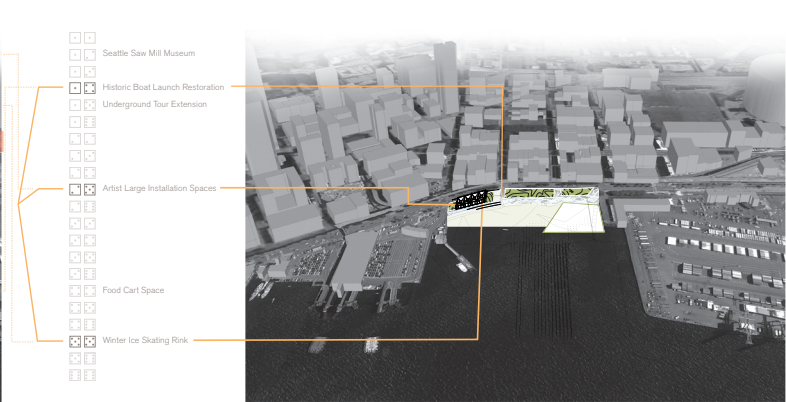 Seattle Saw Mill Museum
Historic Boat Launch Restoration
Underground Tour Extension
Artist Large Installation Spaces
Food Cart Space
Winter Ice Skating Rink